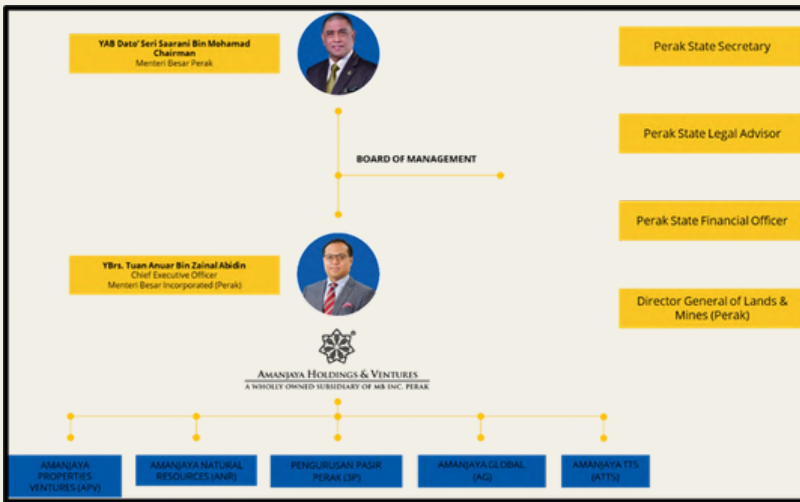 YAB Dato' Seri Saarani Bin Mohamad
Chairman
Menteri Besar Perak
BOARD OF MANAGEMENT
Perak State Secretary
Perak State Legal Advisor
Perak State Financial Officer
Director General of Lands &
Mines (Perak)
YBrs. Tuan Anuar Bin Zainal Abidin
Chief Executive Officer
Menteri Besar Incorporated (Perak)
AMANJAYA HOLDINGS & VENTURES
A WHOLLY OWNED SUBSIDIARY OF MB INC. PERAK
AMANJAYA
PROPERTIES
VENTURES (APV)
AMANJAYA NATURAL
RESOURCES (ANR)
PENGURUSAN PASIR
PERAK (3P)
AMANJAYA GLOBAL
(AG)
AMANJAYA TTS
(ATTS)